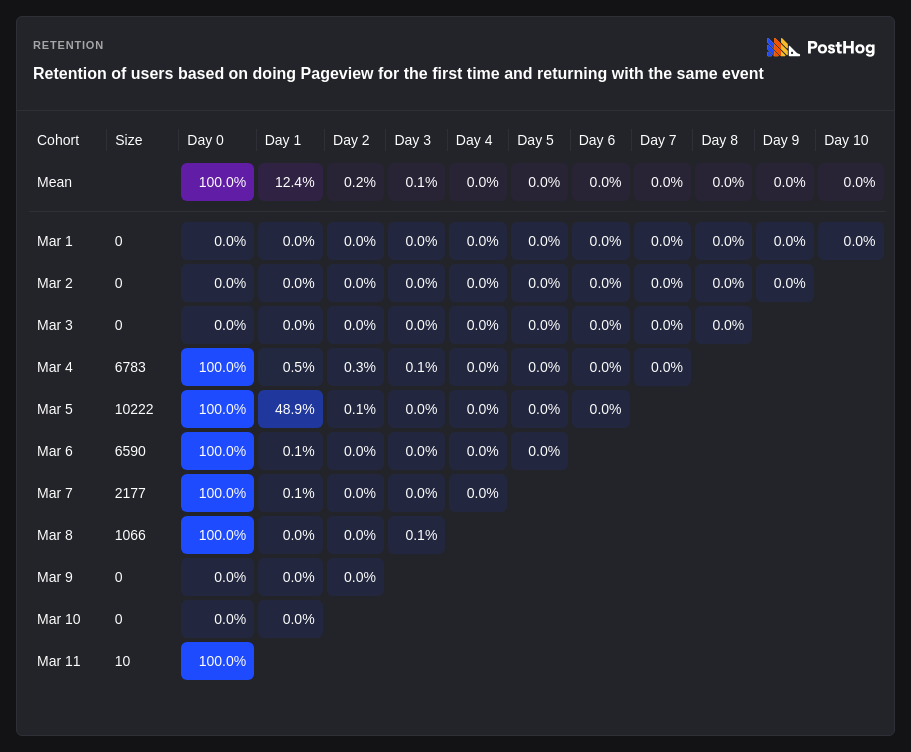 RETENTION
PostHog
Retention of users based on doing Pageview for the first time and returning with the same event
Cohort Size Day 0 Day 1 Day 2 Day 3 Day 4 Day 5 Day 6 Day 7 Day 8 Day 9 Day 10
Mean 100.0% 12.4% 0.2% 0.1% 0.0% 0.0% 0.0% 0.0% 0.0% 0.0% 0.0%
Mar 1 0 0.0% 0.0% 0.0% 0.0% 0.0% 0.0% 0.0% 0.0% 0.0% 0.0% 0.0%
Mar 2 0 0.0% 0.0% 0.0% 0.0% 0.0% 0.0% 0.0% 0.0% 0.0% 0.0%
Mar 3 0 0.0% 0.0% 0.0% 0.0% 0.0% 0.0% 0.0% 0.0% 0.0%
Mar 4 6783 100.0% 0.5% 0.3% 0.1% 0.0% 0.0% 0.0% 0.0%
Mar 5 10222 100.0% 48.9% 0.1% 0.0% 0.0% 0.0% 0.0%
Mar 6 6590 100.0% 0.1% 0.0% 0.0% 0.0% 0.0%
Mar 7 2177 100.0% 0.1% 0.0% 0.0% 0.0%
Mar 8 1066 100.0% 0.0% 0.0% 0.1%
Mar 9 0 0.0% 0.0% 0.0%
Mar 10 0 0.0% 0.0%
Mar 11 10 100.0%